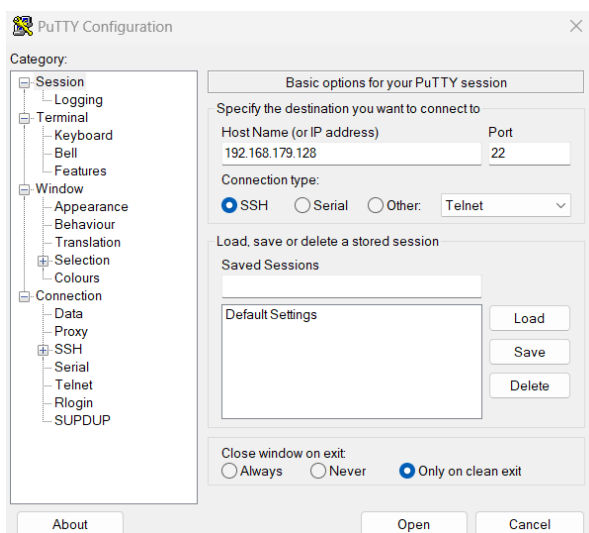 PuTTY Configuration
Category:
Session
Logging
Terminal
Keyboard
Bell
Features
Window
Appearance
Behaviour
Translation
Selection
Colours
Connection
Data
Proxy
SSH
Serial
Telnet
Rlogin
SUPDUP
Basic options for your PuTTY session
Specify the destination you want to connect to
Host Name (or IP address) Port
192.168.179.128 22
Connection type:
SSH Serial Other: Telnet
Load, save or delete a stored session
Saved Sessions
Default Settings
Load
Save
Delete
Close window on exit:
Always Never Only on clean exit
About Open Cancel